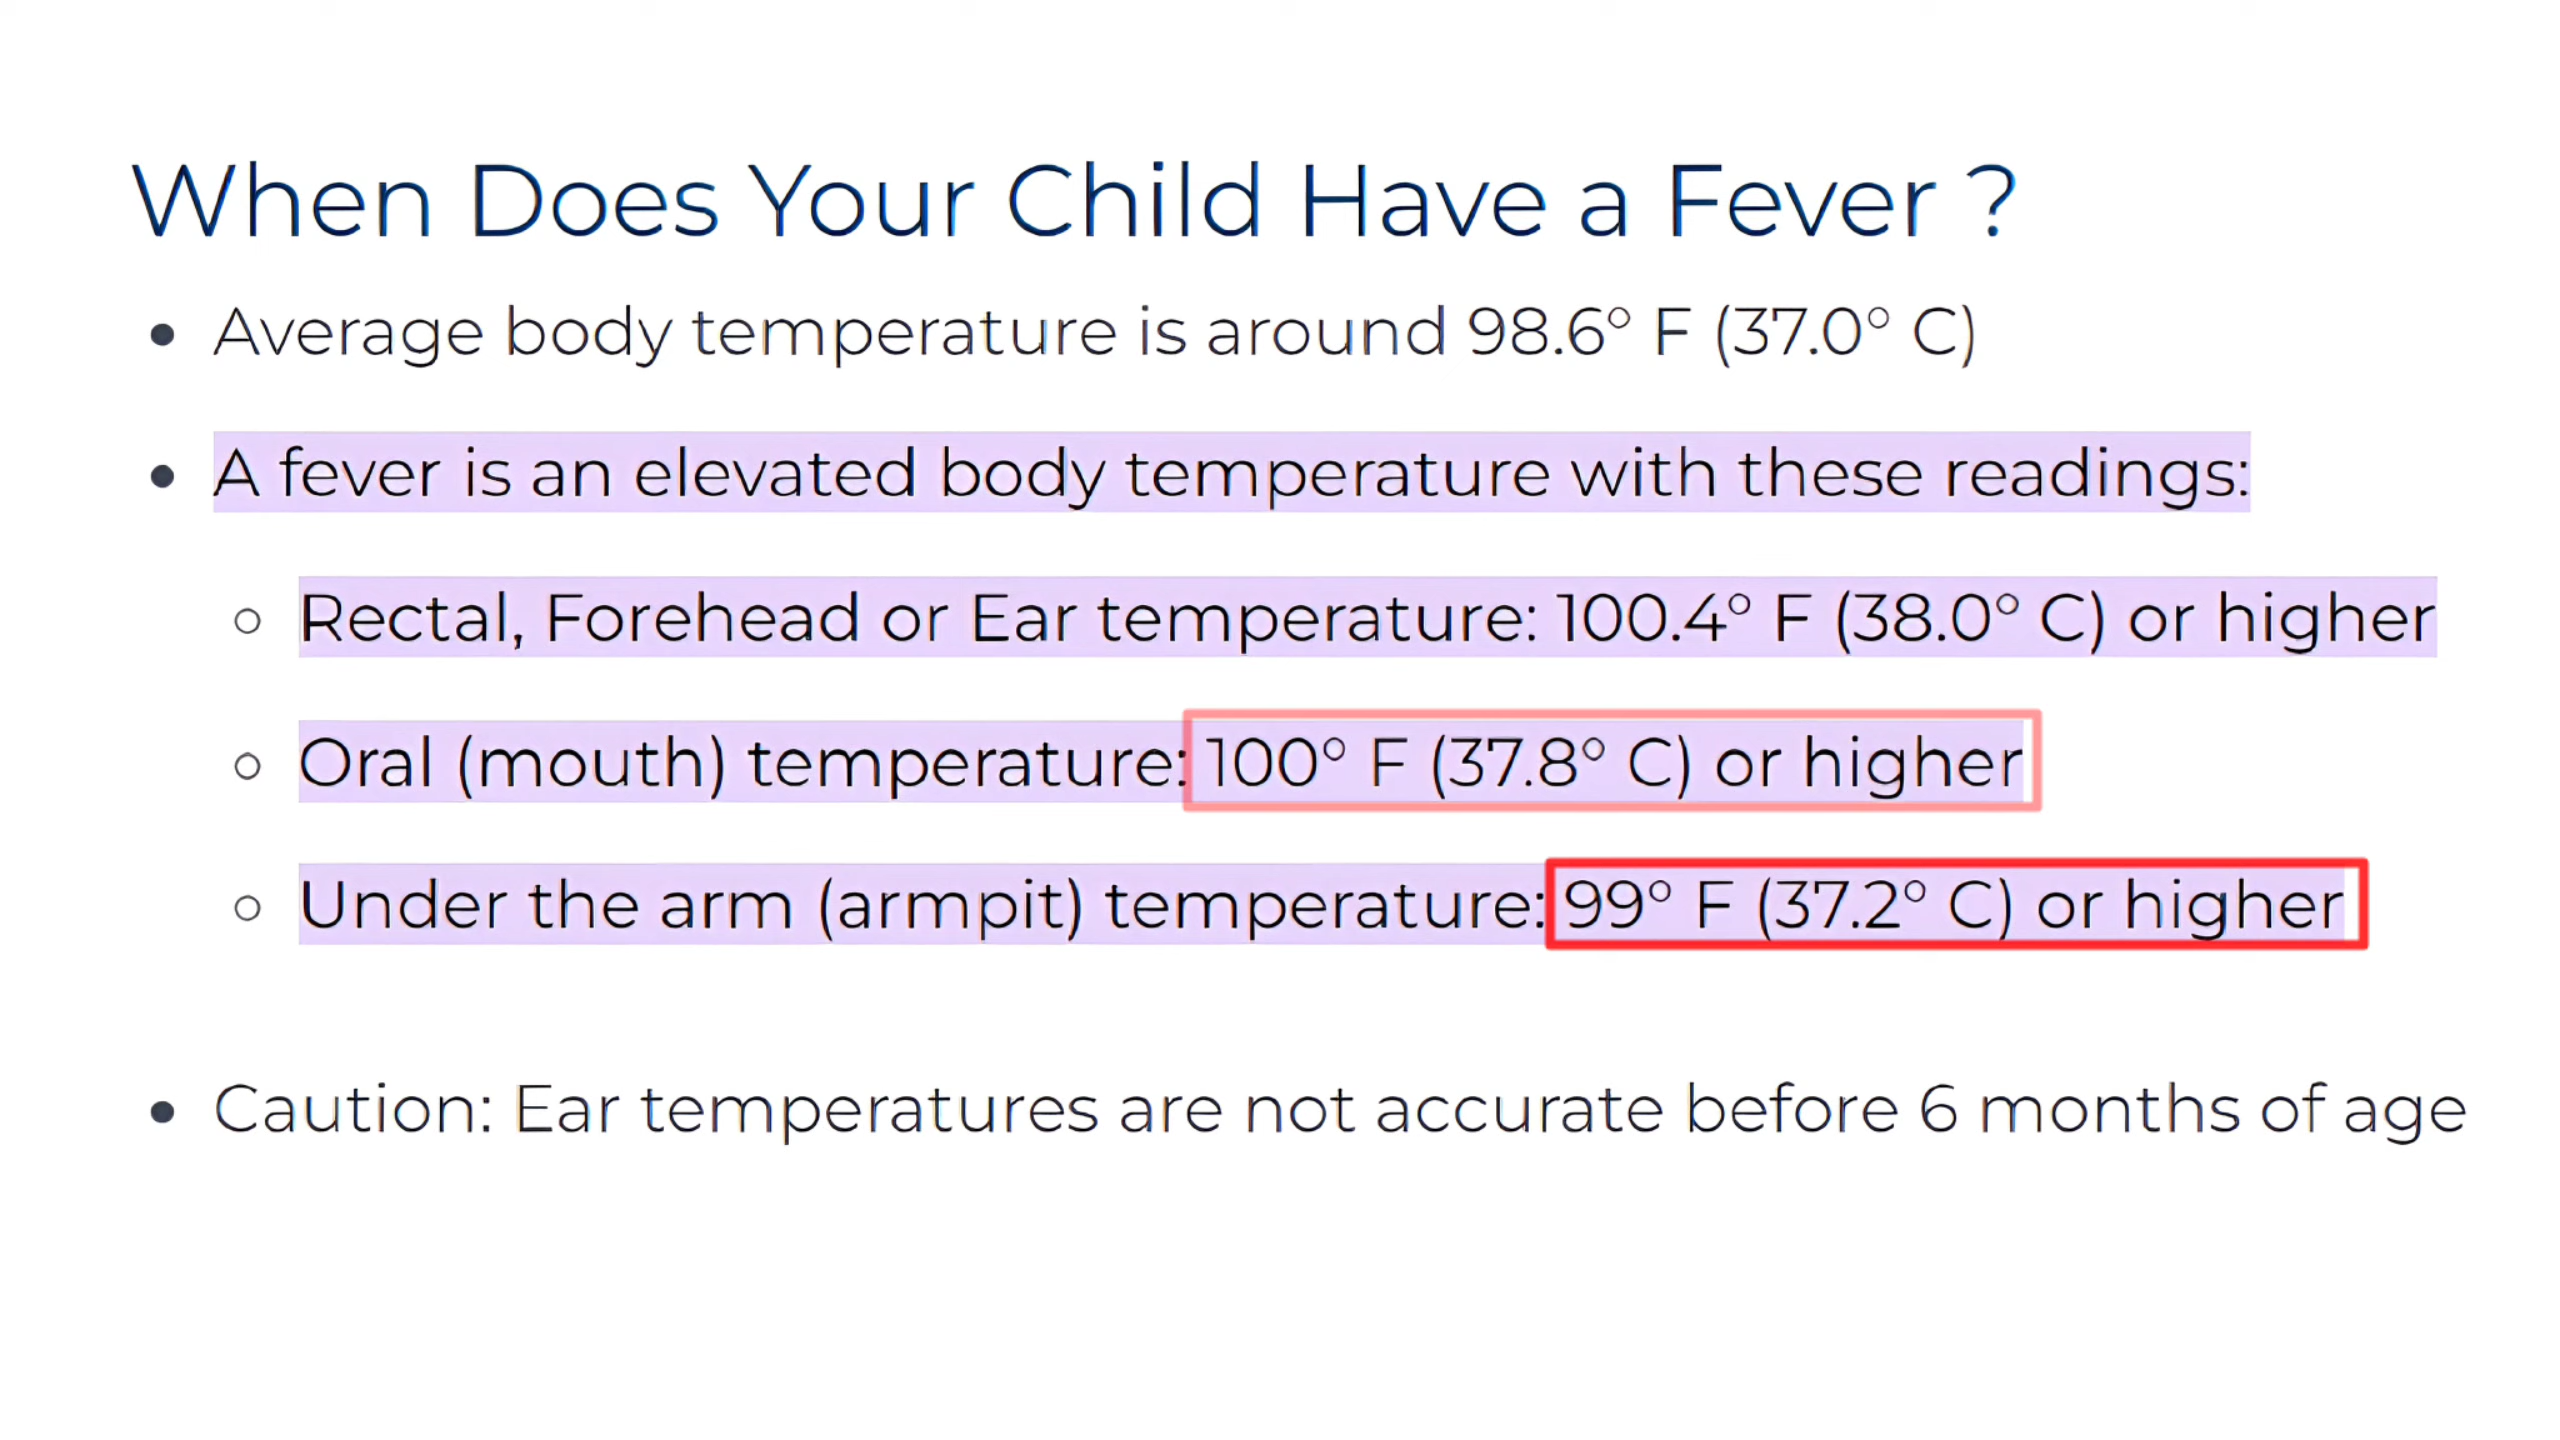 When Does Your Child Have a Fever ?
• Average body temperature is around 98.6° F (37.0° C)
• A fever is an elevated body temperature with these readings:
○ Rectal, Forehead or Ear temperature: 100.4° F (38.0° C) or higher
○ Oral (mouth) temperature: 100° F (37.8° C) or higher
○ Under the arm (armpit) temperature: 99° F (37.2° C) or higher
• Caution: Ear temperatures are not accurate before 6 months of age